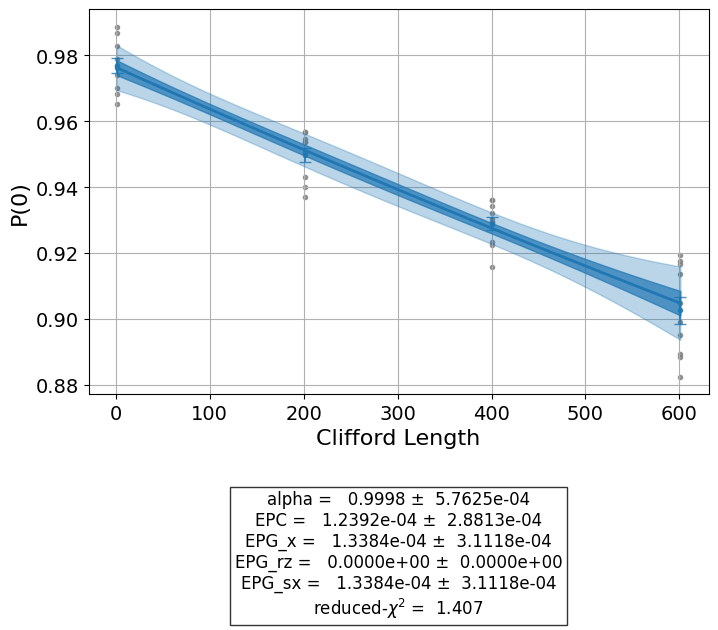 0.98
0.96
0.94
0.92
0.90
0.88
P(0)
0 100 200 300 400 500 600
Clifford Length
alpha = 0.9998 ± 5.7625e-04
EPC = 1.2392e-04 ± 2.8813e-04
EPG_x = 1.3384e-04 ± 3.1118e-04
EPG_rz = 0.0000e+00 ± 0.0000e+00
EPG_sx = 1.3384e-04 ± 3.1118e-04
reduced-χ² = 1.407